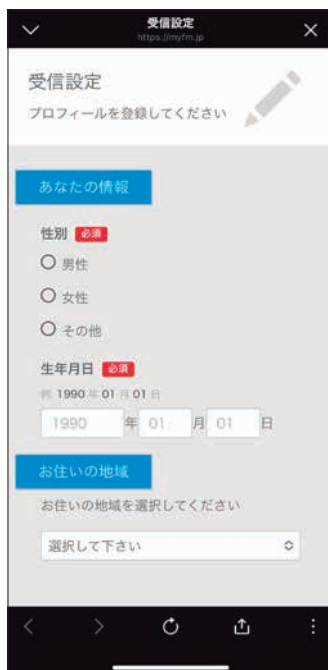 受信設定
https://myfm.jp
受信設定
プロフィールを登録してください
あなたの情報
性別 必須
男性
女性
その他
生年月日 必須
例 1990 年 01 月 01 日
1990 年 01 月 01 日
お住いの地域
お住いの地域を選択してください
選択して下さい